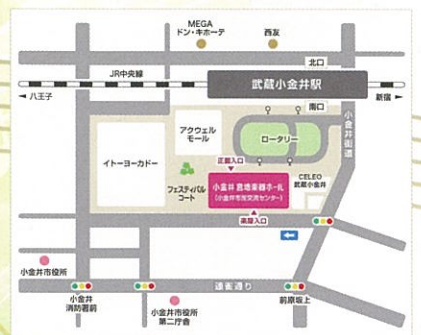 MEGA
ドン・キホーテ
西友
北口
JR中央線
武蔵小金井駅
八王子
新宿
南口
小金井街道
アクウェル
モール
ロータリー
イトーヨーカドー
正面入口
フェスティバル
コート
小金井 宮地楽器ホール
(小金井市民交流センター)
CELEO
武蔵小金井
楽屋入口
小金井市役所
小金井
消防署前
小金井市役所
第二庁舎
連雀通り
前原坂上